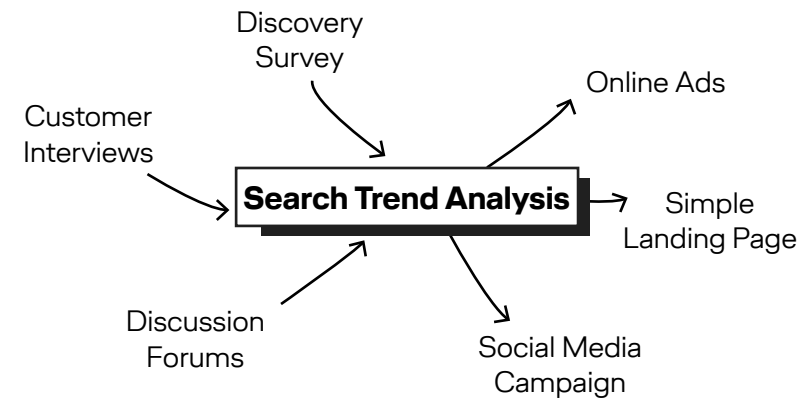 Discovery
Survey
Online Ads
Customer
Interviews
Search Trend Analysis
Simple
Landing Page
Discussion
Forums
Social Media
Campaign